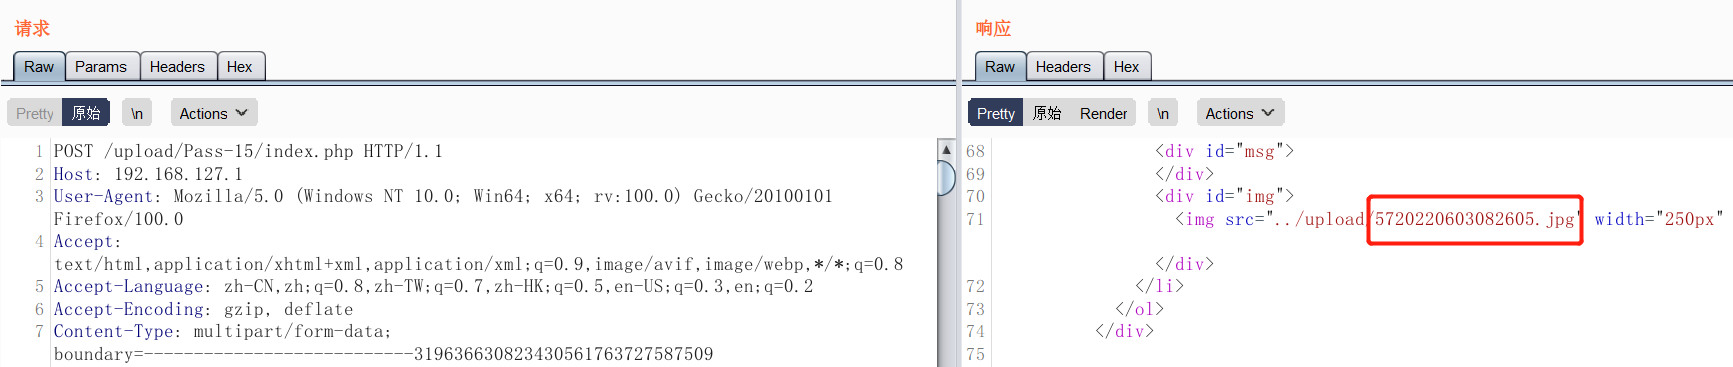 请求
Raw Params Headers Hex
Pretty 原始 \n Actions
1 POST /upload/Pass-15/index.php HTTP/1.1
2 Host: 192.168.127.1
3 User-Agent: Mozilla/5.0 (Windows NT 10.0; Win64; x64; rv:100.0) Gecko/20100101
Firefox/100.0
4 Accept:
text/html,application/xhtml+xml,application/xml;q=0.9,image/avif,image/webp,*/*;q=0.8
5 Accept-Language: zh-CN,zh;q=0.8,zh-TW;q=0.7,zh-HK;q=0.5,en-US;q=0.3,en;q=0.2
6 Accept-Encoding: gzip, deflate
7 Content-Type: multipart/form-data;
boundary=---------------------------319636630823430561763727587509
响应
Raw Headers Hex
Pretty 原始 Render \n Actions
68 <div id="msg">
69 </div>
70 <div id="img">
71 <img src="../upload/5720220603082605.jpg" width="250px"
</div>
72 </li>
73 </ol>
74 </div>
75